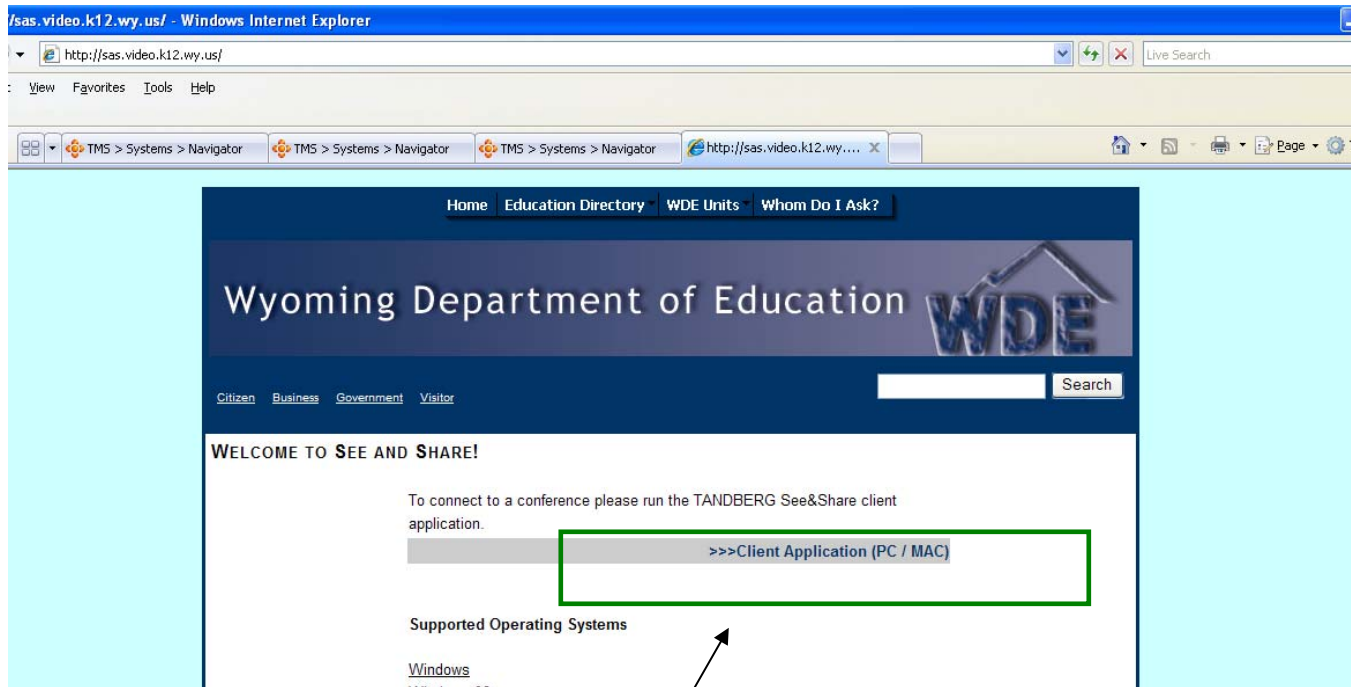 /sas.video.k12.wy.us/ - Windows Internet Explorer
http://sas.video.k12.wy.us/
Live Search
View Favorites Tools Help
TMS > Systems > Navigator TMS > Systems > Navigator TMS > Systems > Navigator http://sas.video.k12.wy.... Page
Home Education Directory WDE Units Whom Do I Ask?
Wyoming Department of Education WDE
Search
Citizen Business Government Visitor
WELCOME TO SEE AND SHARE!
To connect to a conference please run the TANDBERG See&Share client
application.
>>>Client Application (PC / MAC)
Supported Operating Systems
Windows